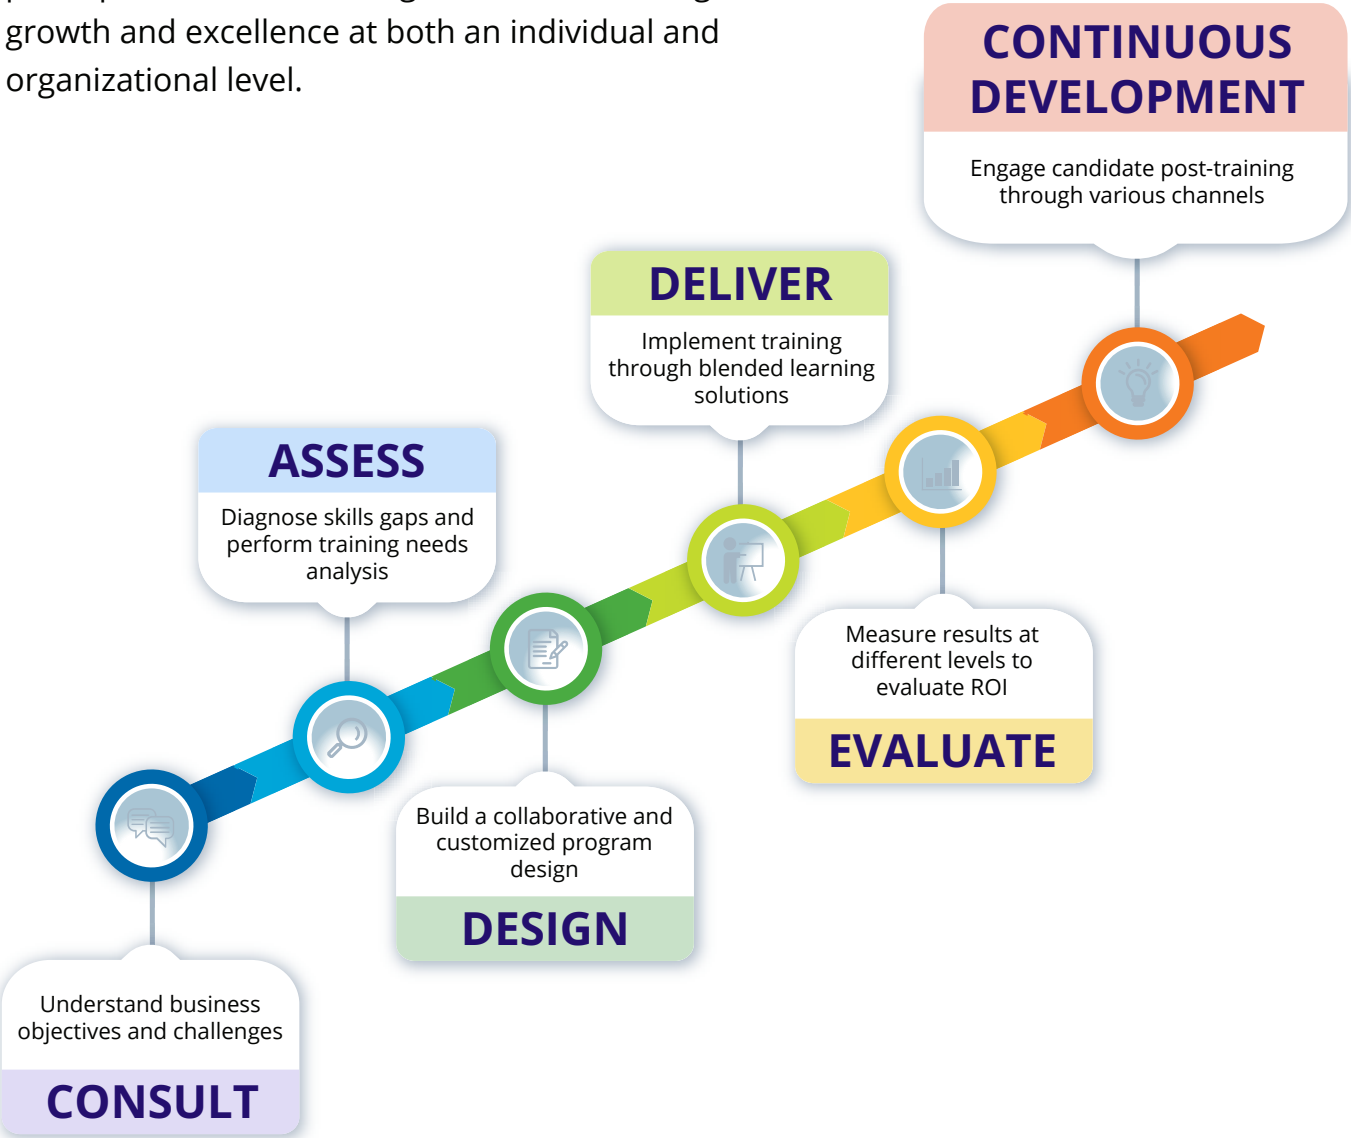 growth and excellence at both an individual and
organizational level.
CONTINUOUS
DEVELOPMENT
Engage candidate post-training
through various channels
DELIVER
Implement training
through blended learning
solutions
ASSESS
Diagnose skills gaps and
perform training needs
analysis
Measure results at
different levels to
evaluate ROI
EVALUATE
Build a collaborative and
customized program
design
DESIGN
Understand business
objectives and challenges
CONSULT